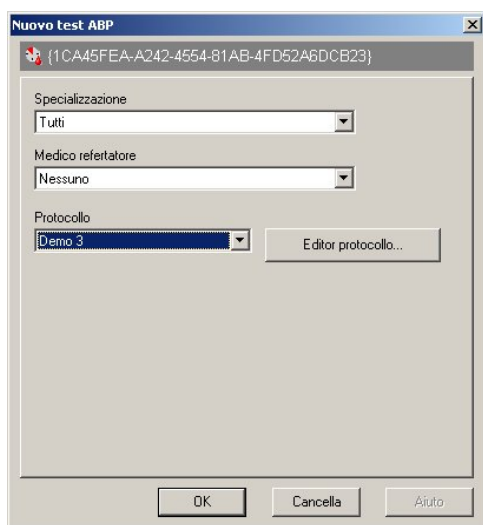 Nuovo test ABP
{1CA45FEA-A242-4554-81AB-4FD52A6DCB23}
Specializzazione
Tutti
Medico refertatore
Nessuno
Protocollo
Demo 3
Editor protocollo...
OK
Cancella
Aiuto